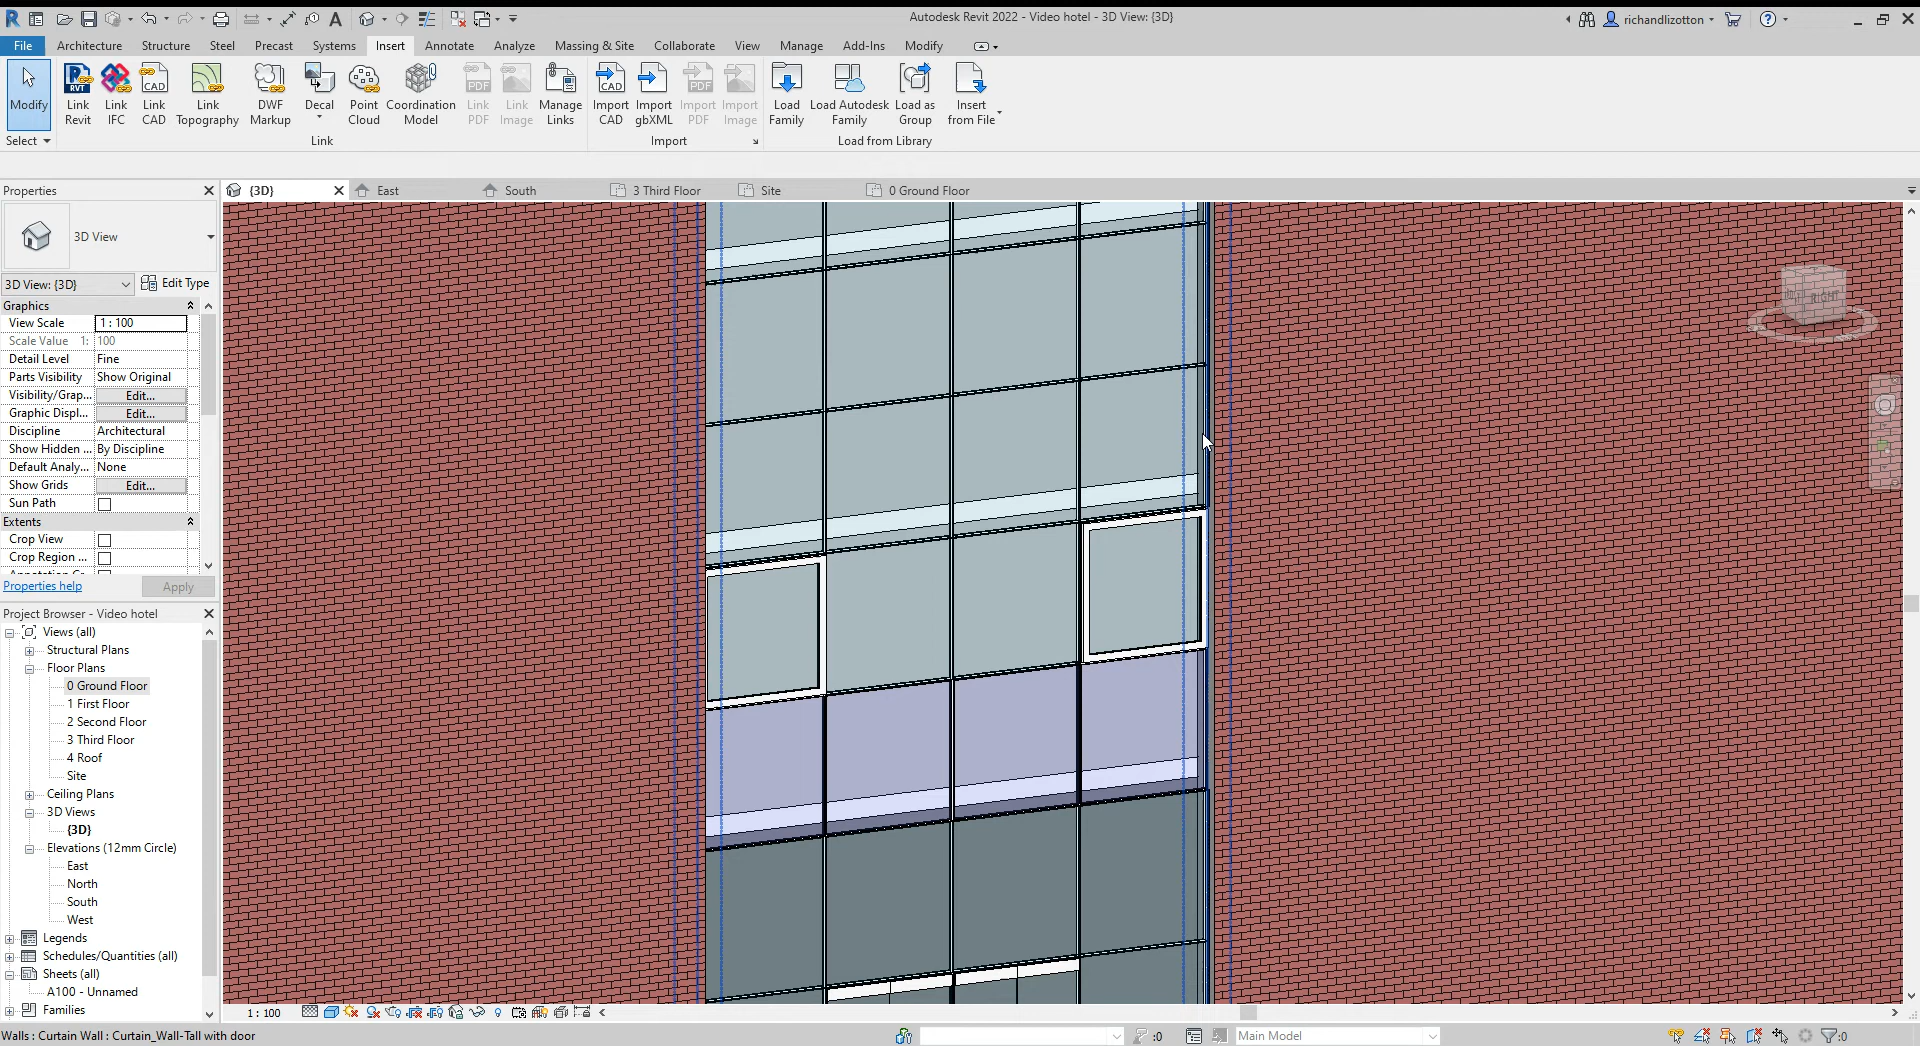 Autodesk Revit 2022 - Video hotel - 3D View: {3D}
richandlizotton
File Architecture Structure Steel Precast Systems Insert Annotate Analyze Massing & Site Collaborate View Manage Add-Ins Modify
Modify
Link Revit
Link IFC
Link CAD
Link Topography
DWF Markup
Decal
Point Cloud
Coordination Model
Link PDF
Link Image
Manage Links
Import CAD
Import gbXML
Import PDF
Import Image
Load Family
Load Autodesk Family
Load as Group
Insert from File
Select
Link
Import
Load from Library
Properties
{3D}
East
South
3 Third Floor
Site
0 Ground Floor
3D View
3D View: {3D}
Edit Type
Graphics
View Scale 1 : 100
Scale Value 1: 100
Detail Level Fine
Parts Visibility Show Original
Visibility/Grap... Edit...
Graphic Displ... Edit...
Discipline Architectural
Show Hidden ... By Discipline
Default Analy... None
Show Grids Edit...
Sun Path
Extents
Crop View
Crop Region ...
Properties help
Apply
Project Browser - Video hotel
Views (all)
Structural Plans
Floor Plans
0 Ground Floor
1 First Floor
2 Second Floor
3 Third Floor
4 Roof
Site
Ceiling Plans
3D Views
{3D}
Elevations (12mm Circle)
East
North
South
West
Legends
Schedules/Quantities (all)
Sheets (all)
A100 - Unnamed
Families
RIGHT
1 : 100
Walls : Curtain Wall : Curtain_Wall-Tall with door
:0
Main Model
:0